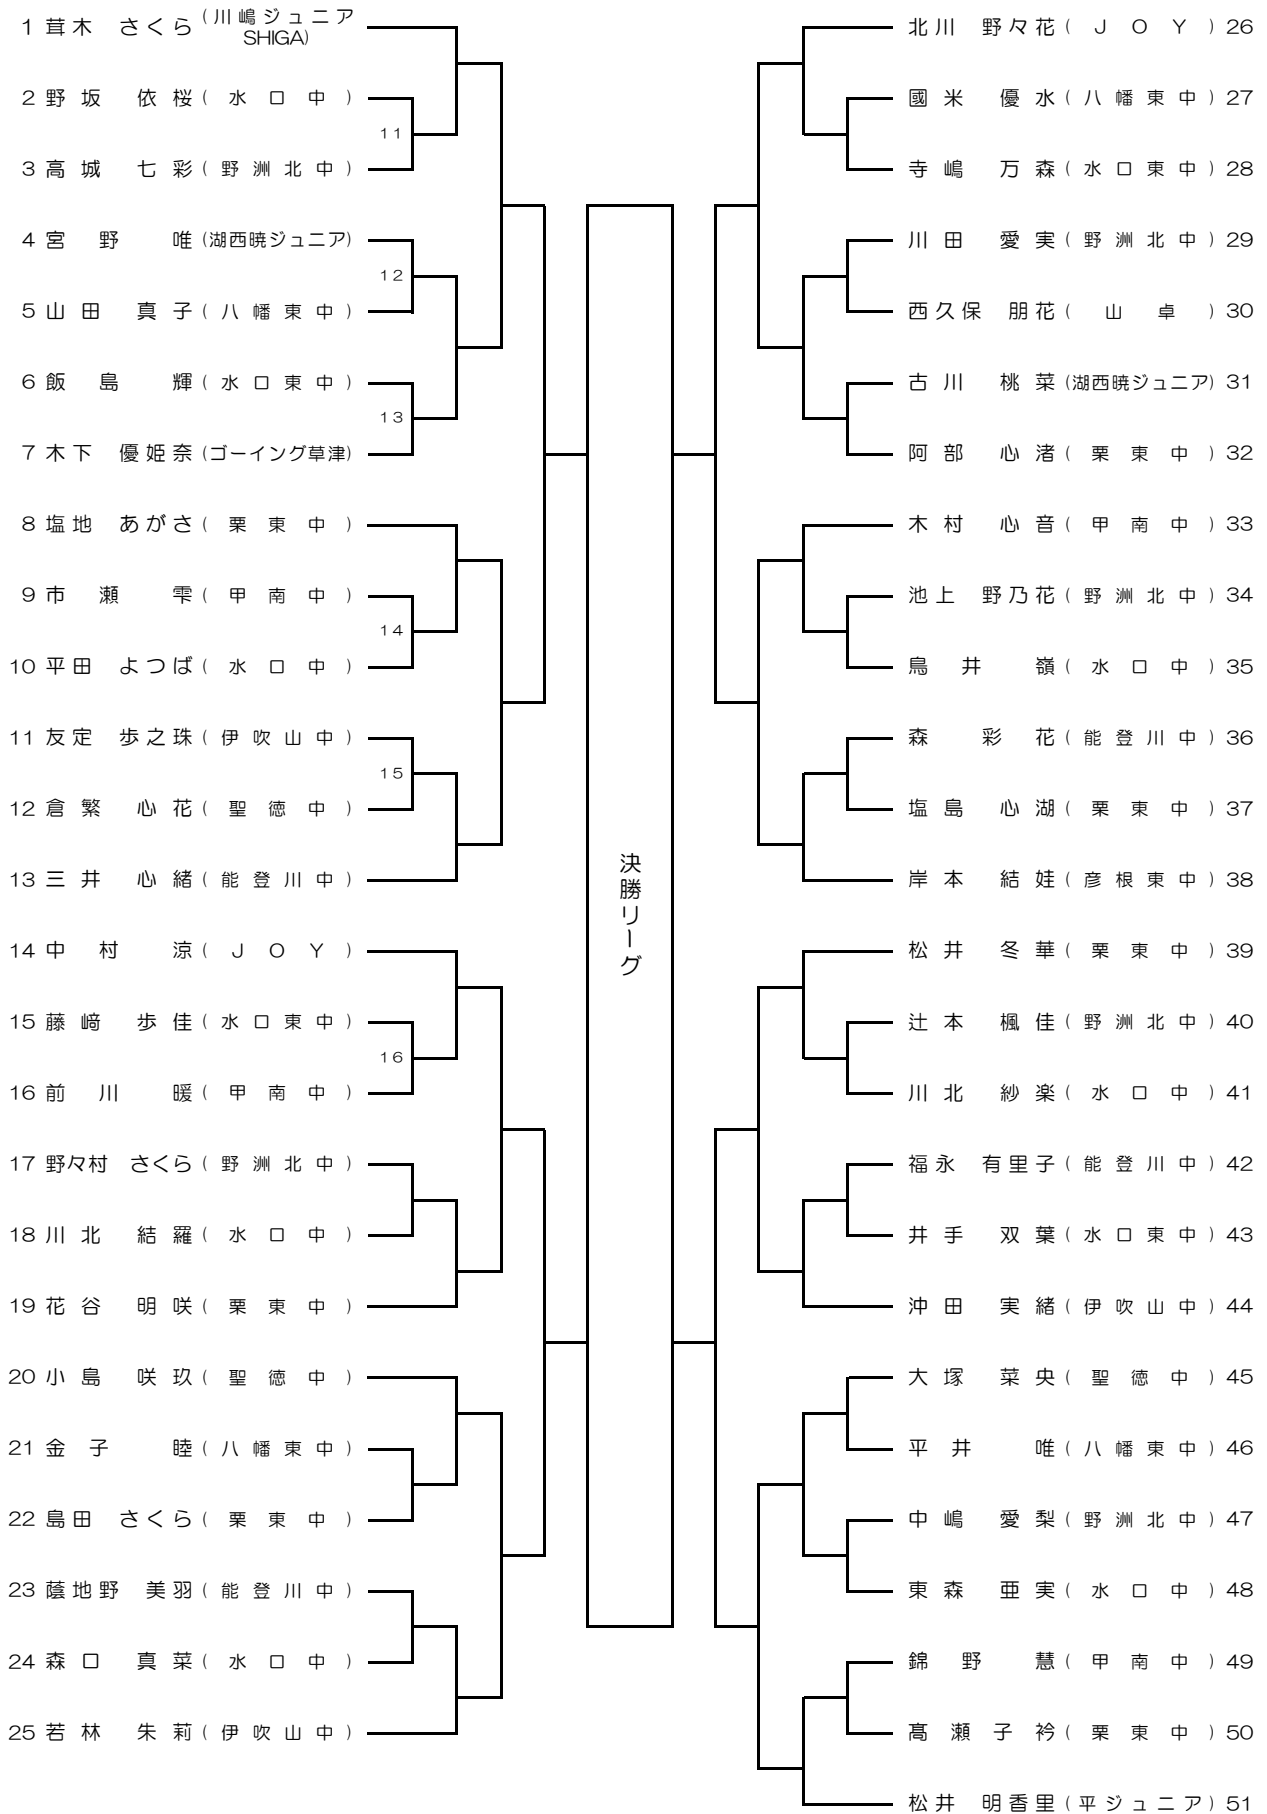 1 茸木 さくら (川嶋ジュニア SHIGA)
2 野坂 依桜 (水口中)
11
3 高城 七彩 (野洲北中)
4 宮野 唯 (湖西暁ジュニア)
12
5 山田 真子 (八幡東中)
6 飯島 輝 (水口東中)
13
7 木下 優姫奈 (ゴーイング草津)
8 塩地 あがさ (栗東中)
9 市瀬 雫 (甲南中)
14
10 平田 よつば (水口中)
11 友定 歩之珠 (伊吹山中)
15
12 倉繁 心花 (聖徳中)
13 三井 心緒 (能登川中)
14 中村 涼 (JOY)
15 藤﨑 歩佳 (水口東中)
16
16 前川 暖 (甲南中)
17 野々村 さくら (野洲北中)
18 川北 結羅 (水口中)
19 花谷 明咲 (栗東中)
20 小島 咲玖 (聖徳中)
21 金子 睦 (八幡東中)
22 島田 さくら (栗東中)
23 蔭地野 美羽 (能登川中)
24 森口 真菜 (水口中)
25 若林 朱莉 (伊吹山中)
決勝リーグ
北川 野々花 (JOY) 26
國米 優水 (八幡東中) 27
寺嶋 万森 (水口東中) 28
川田 愛実 (野洲北中) 29
西久保 朋花 (山卓) 30
古川 桃菜 (湖西暁ジュニア) 31
阿部 心渚 (栗東中) 32
木村 心音 (甲南中) 33
池上 野乃花 (野洲北中) 34
鳥井 嶺 (水口中) 35
森 彩花 (能登川中) 36
塩島 心湖 (栗東中) 37
岸本 結娃 (彦根東中) 38
松井 冬華 (栗東中) 39
辻本 楓佳 (野洲北中) 40
川北 紗楽 (水口中) 41
福永 有里子 (能登川中) 42
井手 双葉 (水口東中) 43
沖田 実緒 (伊吹山中) 44
大塚 菜央 (聖徳中) 45
平井 唯 (八幡東中) 46
中嶋 愛梨 (野洲北中) 47
東森 亜実 (水口中) 48
錦野 慧 (甲南中) 49
髙瀬 子衿 (栗東中) 50
松井 明香里 (平ジュニア) 51